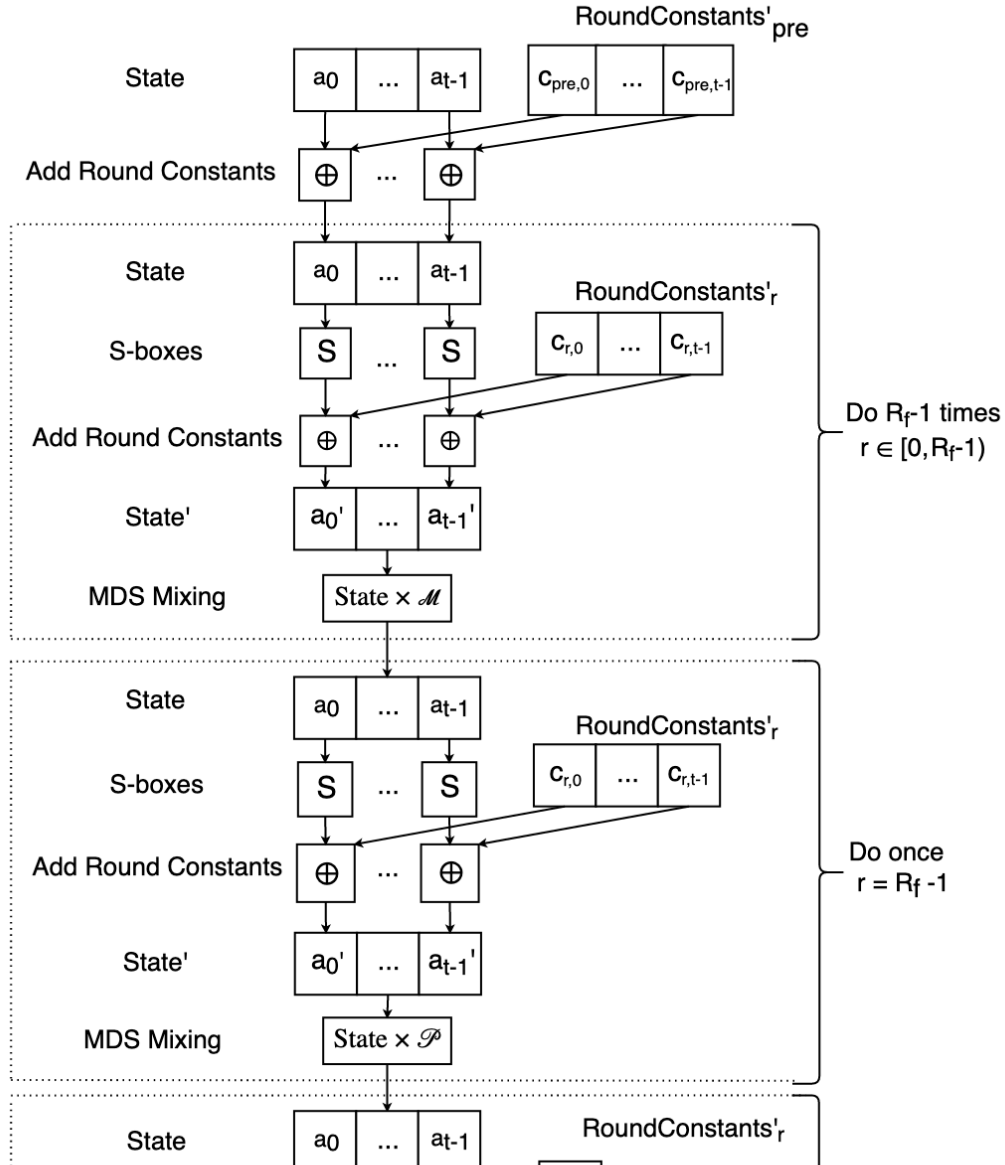 RoundConstants'pre
State a0 ... at-1 cpre,0 ... cpre,t-1
Add Round Constants ⊕ ... ⊕
State a0 ... at-1
RoundConstants'r
S-boxes S ... S cr,0 ... cr,t-1
Add Round Constants ⊕ ... ⊕
Do Rf-1 times
r ∈ [0,Rf-1)
State' a0' ... at-1'
MDS Mixing State × ℳ
State a0 ... at-1
RoundConstants'r
S-boxes S ... S cr,0 ... cr,t-1
Add Round Constants ⊕ ... ⊕
Do once
r = Rf -1
State' a0' ... at-1'
MDS Mixing State × 𝒫
RoundConstants'r
State a0 ... at-1